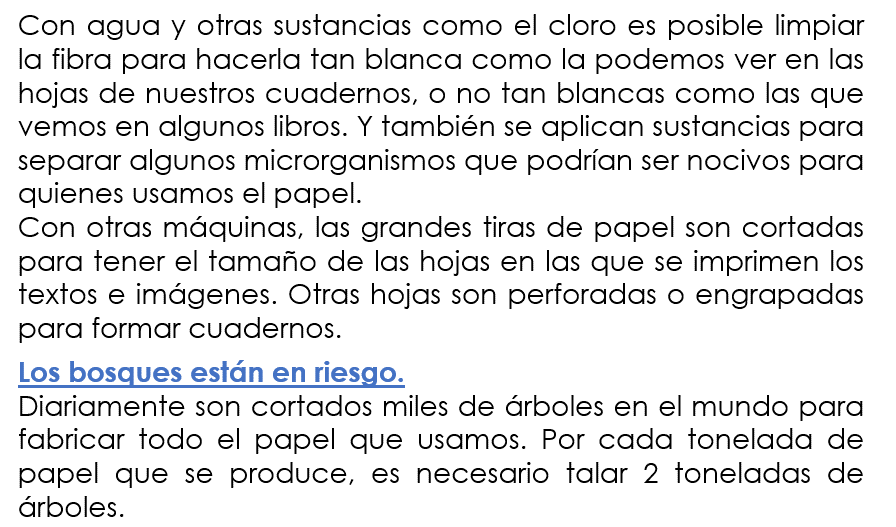 Con agua y otras sustancias como el cloro es posible limpiar
la fibra para hacerla tan blanca como la podemos ver en las
hojas de nuestros cuadernos, o no tan blancas como las que
vemos en algunos libros. Y también se aplican sustancias para
separar algunos microrganismos que podrían ser nocivos para
quienes usamos el papel.
Con otras máquinas, las grandes tiras de papel son cortadas
para tener el tamaño de las hojas en las que se imprimen los
textos e imágenes. Otras hojas son perforadas o engrapadas
para formar cuadernos.
Los bosques están en riesgo.
Diariamente son cortados miles de árboles en el mundo para
fabricar todo el papel que usamos. Por cada tonelada de
papel que se produce, es necesario talar 2 toneladas de
árboles.